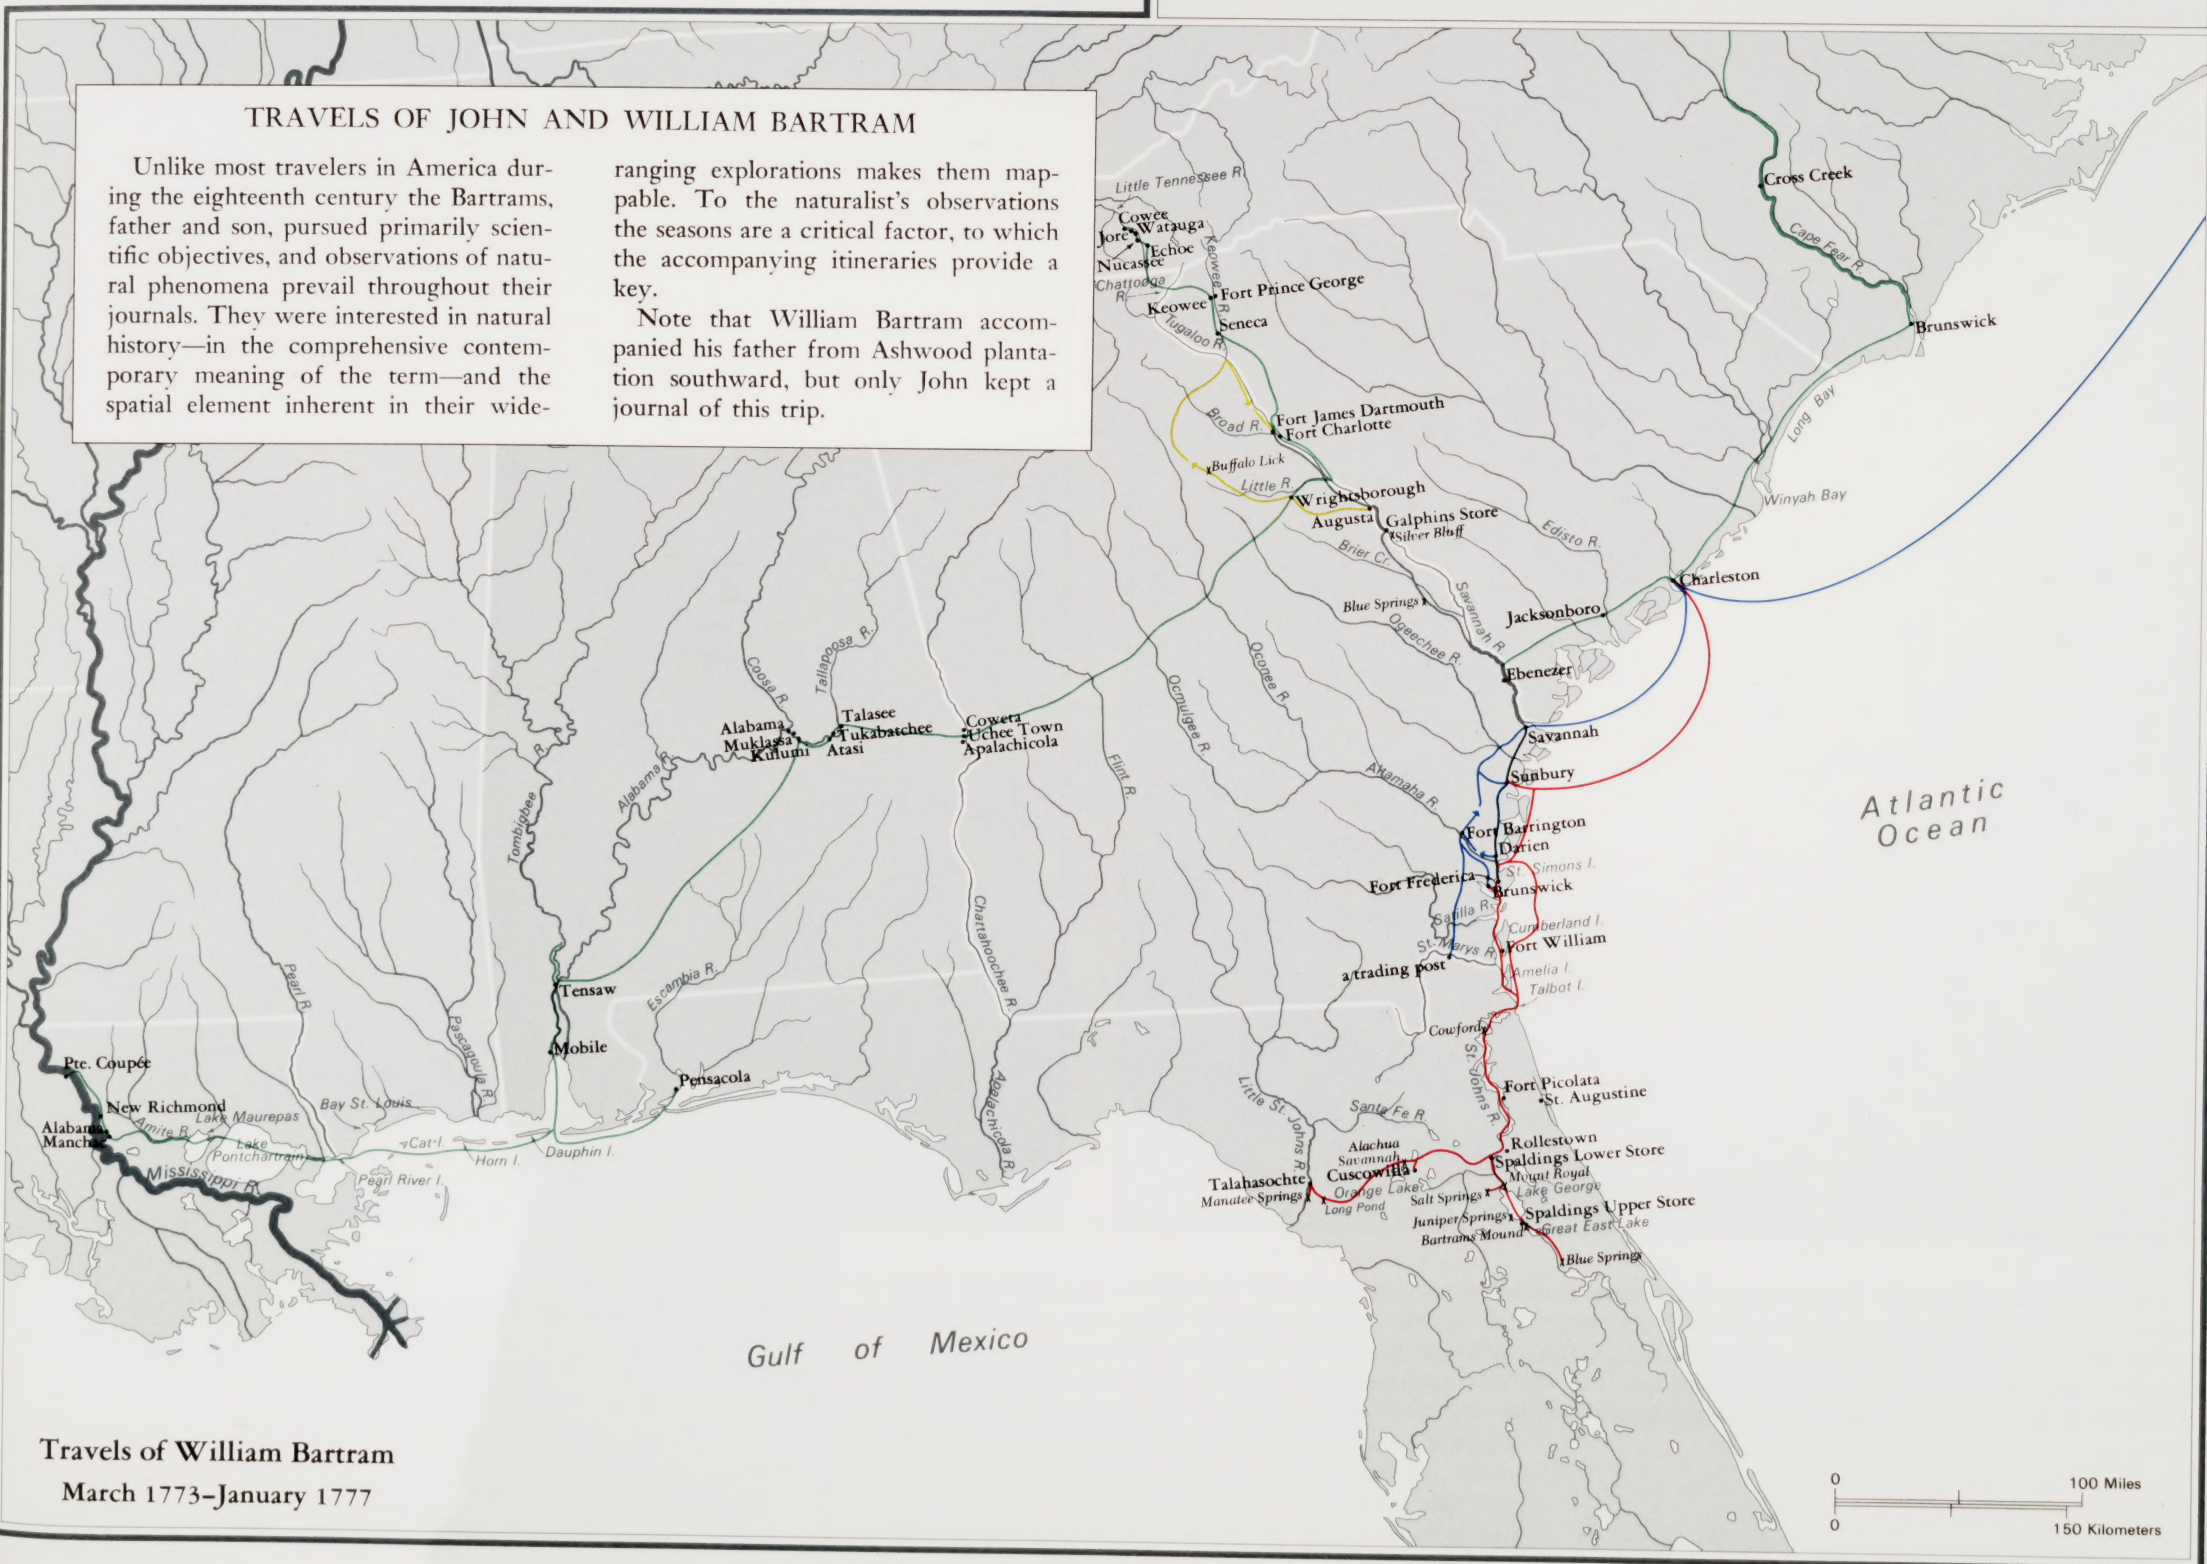 TRAVELS OF JOHN AND WILLIAM BARTRAM
Unlike most travelers in America dur-
ing the eighteenth century the Bartrams,
father and son, pursued primarily scien-
tific objectives, and observations of natu-
ral phenomena prevail throughout their
journals. They were interested in natural
history—in the comprehensive contem-
porary meaning of the term—and the
spatial element inherent in their wide-
ranging explorations makes them map-
pable. To the naturalist's observations
the seasons are a critical factor, to which
the accompanying itineraries provide a
key.
Note that William Bartram accom-
panied his father from Ashwood planta-
tion southward, but only John kept a
journal of this trip.
Little Tennessee R.
Cowee
Jore
Watauga
Echoe
Nucassee
Chattooga
R.
Keowee R.
Fort Prince George
Keowee
Seneca
Tugaloo R.
Cross Creek
Cape Fear R.
Brunswick
Long Bay
Winyah Bay
Fort James Dartmouth
Broad R.
Fort Charlotte
Buffalo Lick
Little R.
Wrightsborough
Augusta
Galphins Store
Silver Bluff
Brier Cr.
Edisto R.
Savannah R.
Charleston
Blue Springs
Jacksonboro
Ogeechee R.
Ebenezer
Oconee R.
Ocmulgee R.
Savannah
Sunbury
Altamaha R.
Coosa R.
Tallapoosa R.
Alabama
Muklassa
Kulumi
Talasee
Tukabatchee
Atasi
Coweta
Uchee Town
Apalachicola
Flint R.
Alabama R.
Tombigbee R.
Atlantic
Ocean
Fort Barrington
Darien
St. Simons I.
Fort Frederica
Brunswick
Satilla R.
Cumberland I.
St. Marys R.
Fort William
a trading post
Amelia I.
Talbot I.
Chattahoochee R.
Escambia R.
Tensaw
Pearl R.
Pascagoula R.
Mobile
Pensacola
Apalachicola R.
Cowford
St. Johns R.
Fort Picolata
St. Augustine
Little St. Johns R.
Santa Fe R.
Pte. Coupée
New Richmond
Alabama
Manchac
Amite R.
Lake Maurepas
Lake
Pontchartrain
Bay St. Louis
Cat I.
Horn I.
Dauphin I.
Pearl River I.
Mississippi R.
Rollestown
Alachua
Savannah
Spaldings Lower Store
Cuscowilla
Mount Royal
Talahasochte
Orange Lake
Lake George
Manatee Springs
Long Pond
Salt Springs
Juniper Springs
Spaldings Upper Store
Bartrams Mound
Great East Lake
Blue Springs
Gulf of Mexico
Travels of William Bartram
March 1773–January 1777
0 100 Miles
0 150 Kilometers